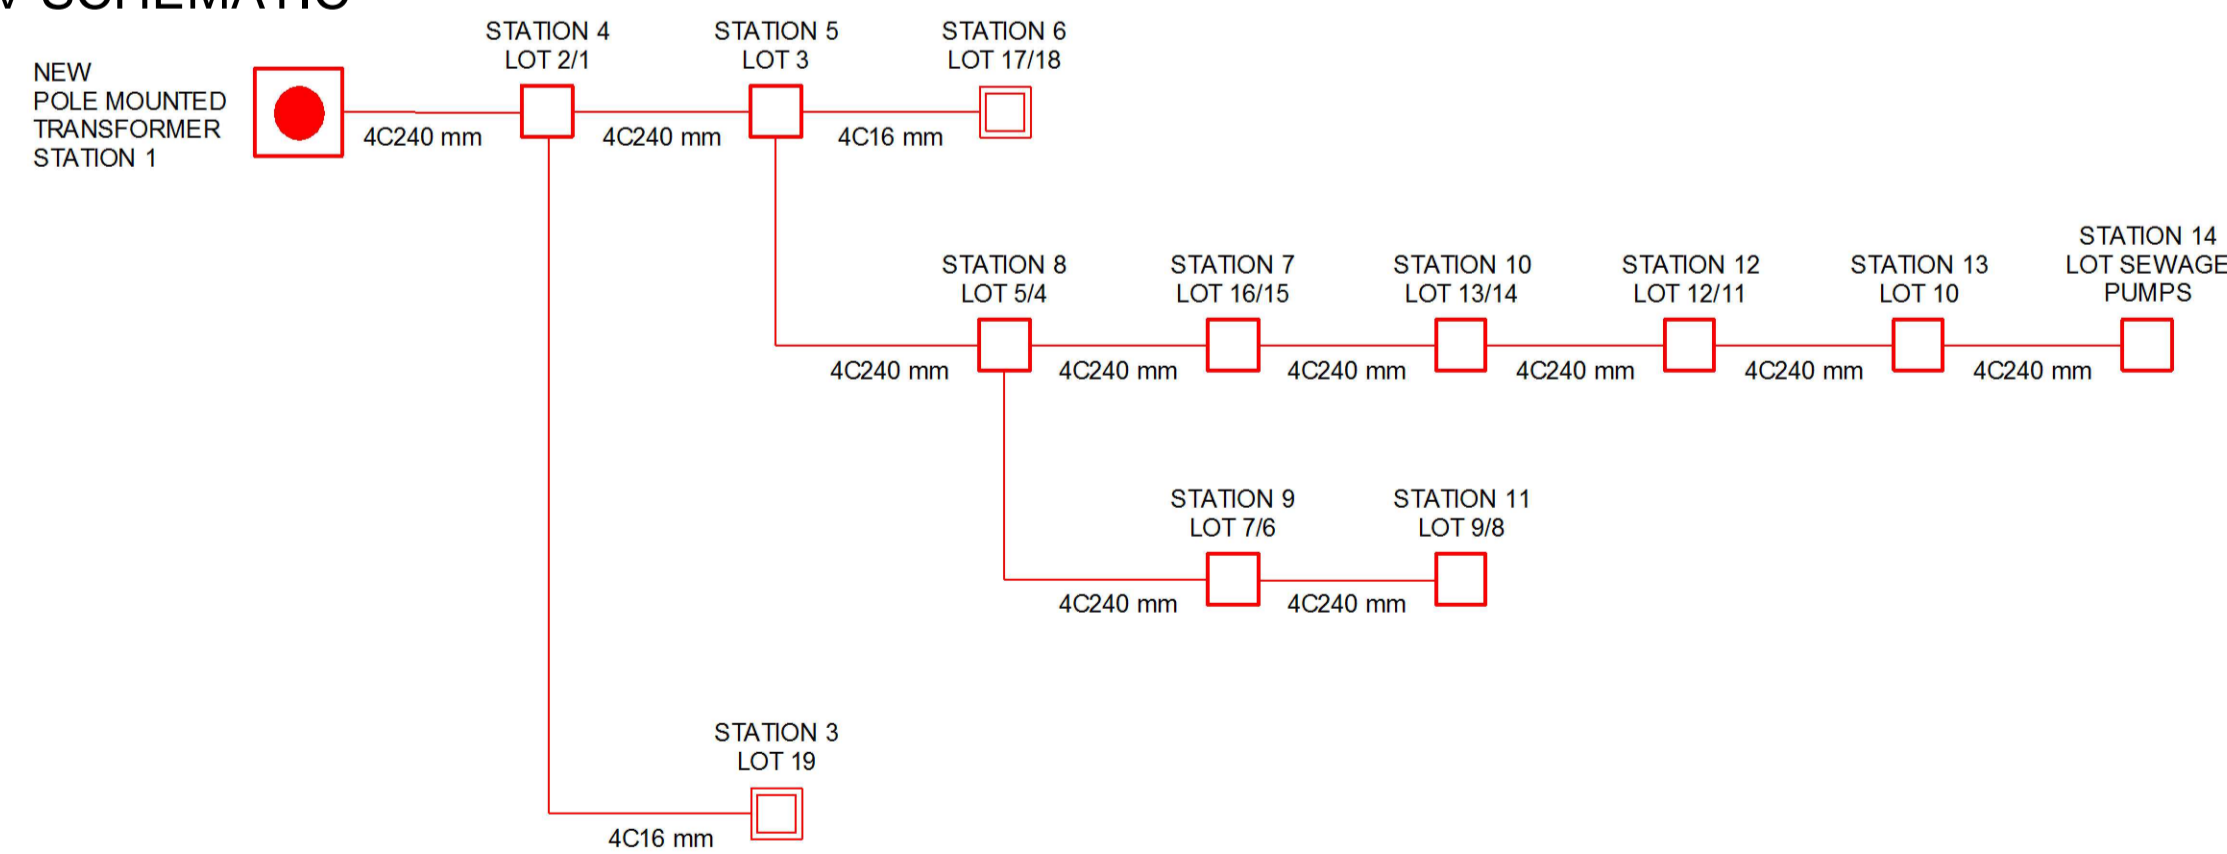 V SCHEMATIC
NEW
POLE MOUNTED
TRANSFORMER
STATION 1
4C240 mm
STATION 4
LOT 2/1
4C240 mm
STATION 5
LOT 3
4C16 mm
STATION 6
LOT 17/18
4C240 mm
STATION 8
LOT 5/4
4C240 mm
STATION 7
LOT 16/15
4C240 mm
STATION 10
LOT 13/14
4C240 mm
STATION 12
LOT 12/11
4C240 mm
STATION 13
LOT 10
4C240 mm
STATION 14
LOT SEWAGE
PUMPS
4C240 mm
STATION 9
LOT 7/6
4C240 mm
STATION 11
LOT 9/8
4C16 mm
STATION 3
LOT 19